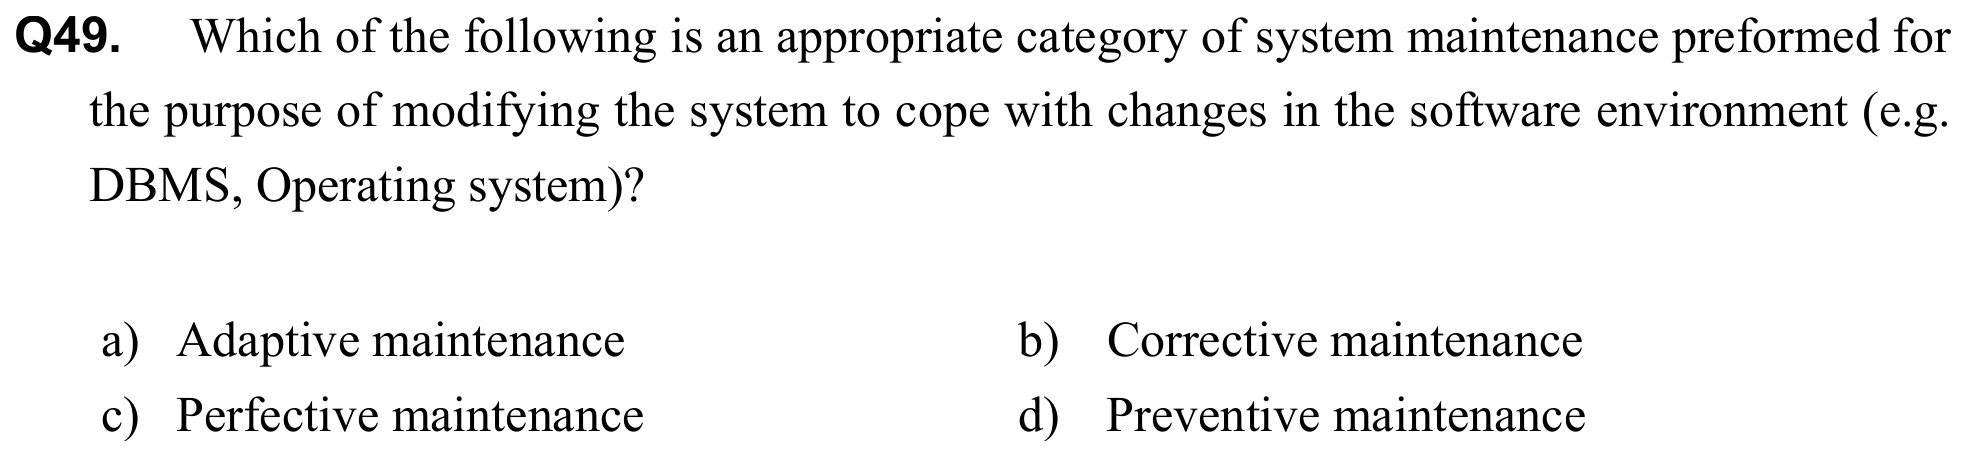 Q49. Which of the following is an appropriate category of system maintenance preformed for
the purpose of modifying the system to cope with changes in the software environment (e.g.
DBMS, Operating system)?
a) Adaptive maintenance b) Corrective maintenance
c) Perfective maintenance d) Preventive maintenance